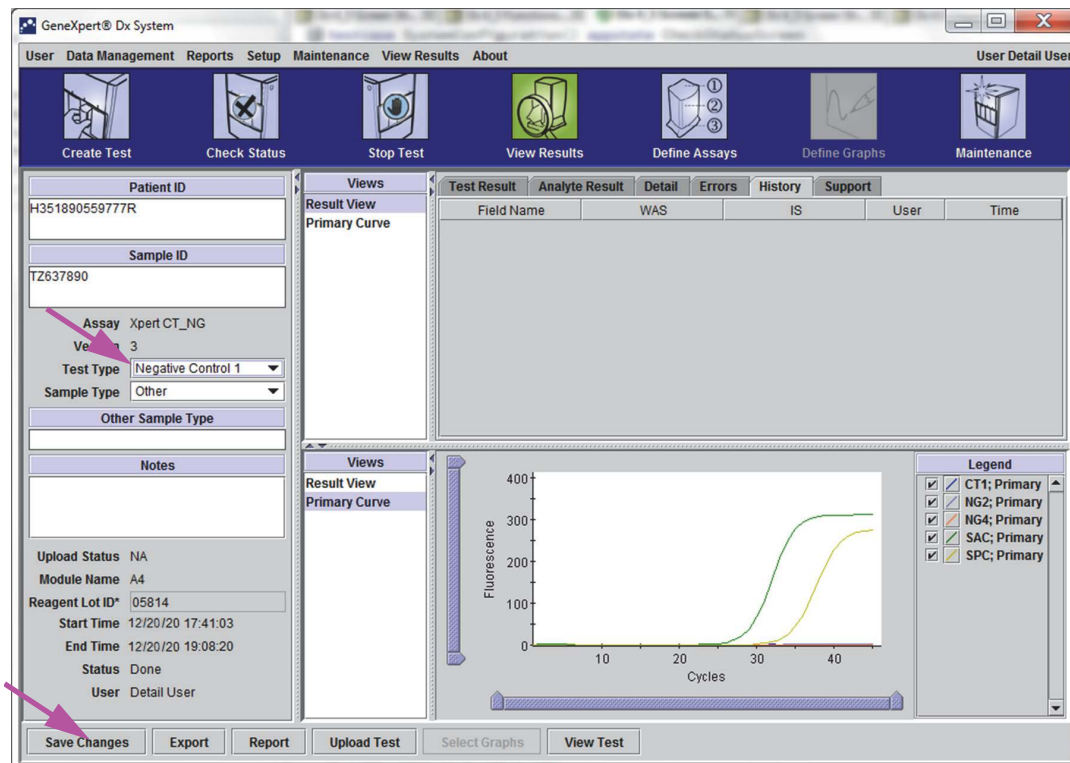 GeneXpert® Dx System
User Data Management Reports Setup Maintenance View Results About User Detail User
Create Test Check Status Stop Test View Results Define Assays Define Graphs Maintenance
Patient ID
H351890559777R
Sample ID
TZ637890
Assay Xpert CT_NG
3
Test Type Negative Control 1
Sample Type Other
Other Sample Type
Notes
Upload Status NA
Module Name A4
Reagent Lot ID* 05814
Start Time 12/20/20 17:41:03
End Time 12/20/20 19:08:20
Status Done
User Detail User
Views
Result View
Primary Curve
Test Result Analyte Result Detail Errors History Support
Field Name WAS IS User Time
Views
Result View
Primary Curve
Fluorescence
400
300
200
100
0
10 20 30 40
Cycles
Legend
CT1; Primary
NG2; Primary
NG4; Primary
SAC; Primary
SPC; Primary
Save Changes Export Report Upload Test Select Graphs View Test